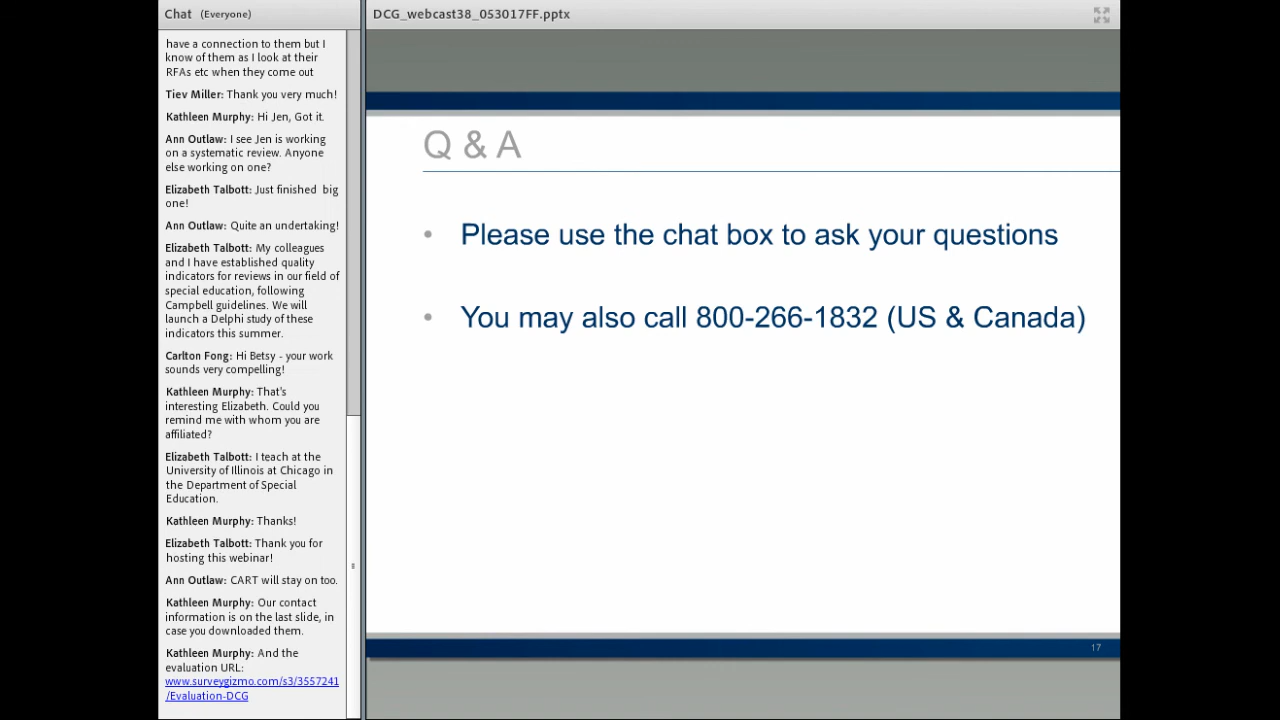 Chat (Everyone)
have a connection to them but I
know of them as I look at their
RFAs etc when they come out
Tiev Miller: Thank you very much!
Kathleen Murphy: Hi Jen, Got it.
Ann Outlaw: I see Jen is working
on a systematic review. Anyone
else working on one?
Elizabeth Talbott: Just finished big
one!
Ann Outlaw: Quite an undertaking!
Elizabeth Talbott: My colleagues
and I have established quality
indicators for reviews in our field of
special education, following
Campbell guidelines. We will
launch a Delphi study of these
indicators this summer.
Carlton Fong: Hi Betsy - your work
sounds very compelling!
Kathleen Murphy: That's
interesting Elizabeth. Could you
remind me with whom you are
affiliated?
Elizabeth Talbott: I teach at the
University of Illinois at Chicago in
the Department of Special
Education.
Kathleen Murphy: Thanks!
Elizabeth Talbott: Thank you for
hosting this webinar!
Ann Outlaw: CART will stay on too.
Kathleen Murphy: Our contact
information is on the last slide, in
case you downloaded them.
Kathleen Murphy: And the
evaluation URL:
www.surveygizmo.com/s3/3557241
/Evaluation-DCG
DCG_webcast38_053017FF.pptx
Q & A
• Please use the chat box to ask your questions
• You may also call 800-266-1832 (US & Canada)
17